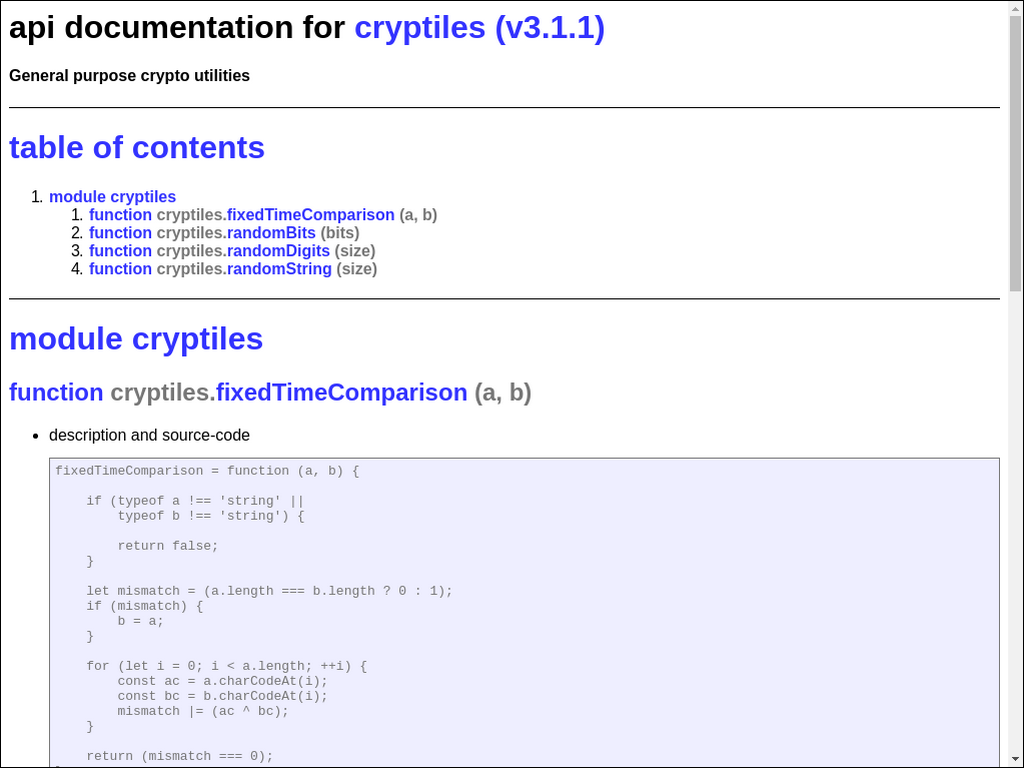 api documentation for cryptiles (v3.1.1)
General purpose crypto utilities
table of contents
1. module cryptiles
1. function cryptiles.fixedTimeComparison (a, b)
2. function cryptiles.randomBits (bits)
3. function cryptiles.randomDigits (size)
4. function cryptiles.randomString (size)
module cryptiles
function cryptiles.fixedTimeComparison (a, b)
• description and source-code
fixedTimeComparison = function (a, b) {
    if (typeof a !== 'string' ||
        typeof b !== 'string') {
        return false;
    }
    let mismatch = (a.length === b.length ? 0 : 1);
    if (mismatch) {
        b = a;
    }
    for (let i = 0; i < a.length; ++i) {
        const ac = a.charCodeAt(i);
        const bc = b.charCodeAt(i);
        mismatch |= (ac ^ bc);
    }
    return (mismatch === 0);